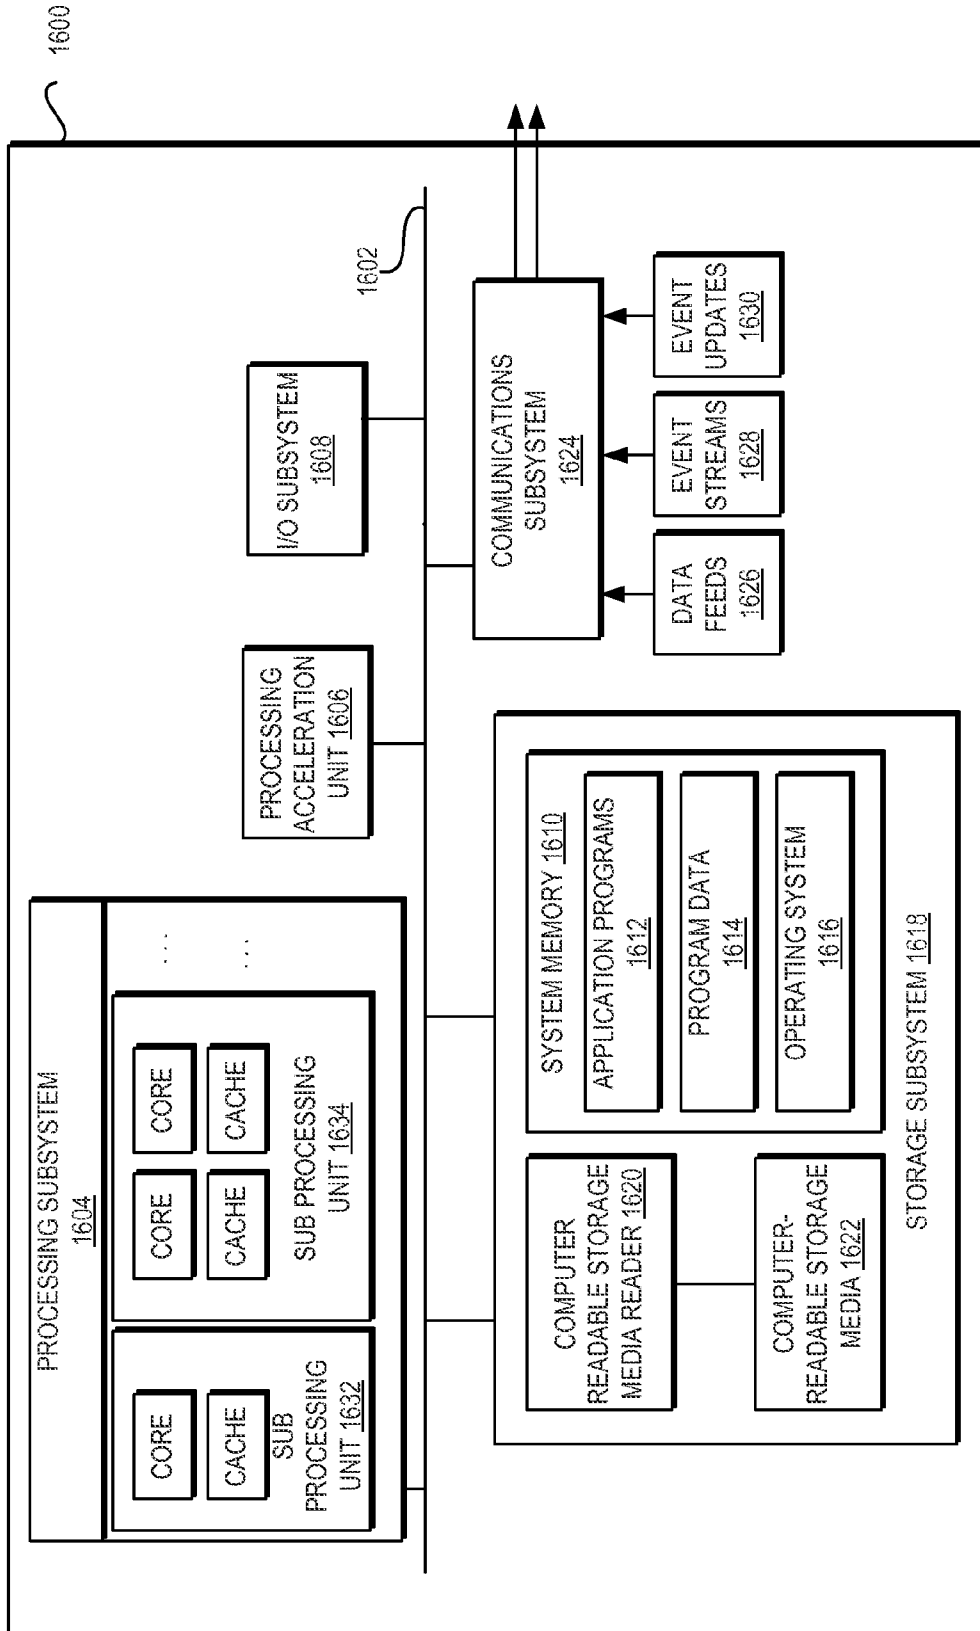 1600
PROCESSING SUBSYSTEM
1604
CORE
CACHE
SUB
PROCESSING
UNIT 1632
CORE
CORE
CACHE
CACHE
SUB PROCESSING
UNIT 1634
...
...
PROCESSING
ACCELERATION
UNIT 1606
I/O SUBSYSTEM
1608
1602
COMPUTER
READABLE STORAGE
MEDIA READER 1620
COMPUTER-
READABLE STORAGE
MEDIA 1622
SYSTEM MEMORY 1610
APPLICATION PROGRAMS
1612
PROGRAM DATA
1614
OPERATING SYSTEM
1616
STORAGE SUBSYSTEM 1618
COMMUNICATIONS
SUBSYSTEM
1624
DATA
FEEDS
1626
EVENT
STREAMS
1628
EVENT
UPDATES
1630